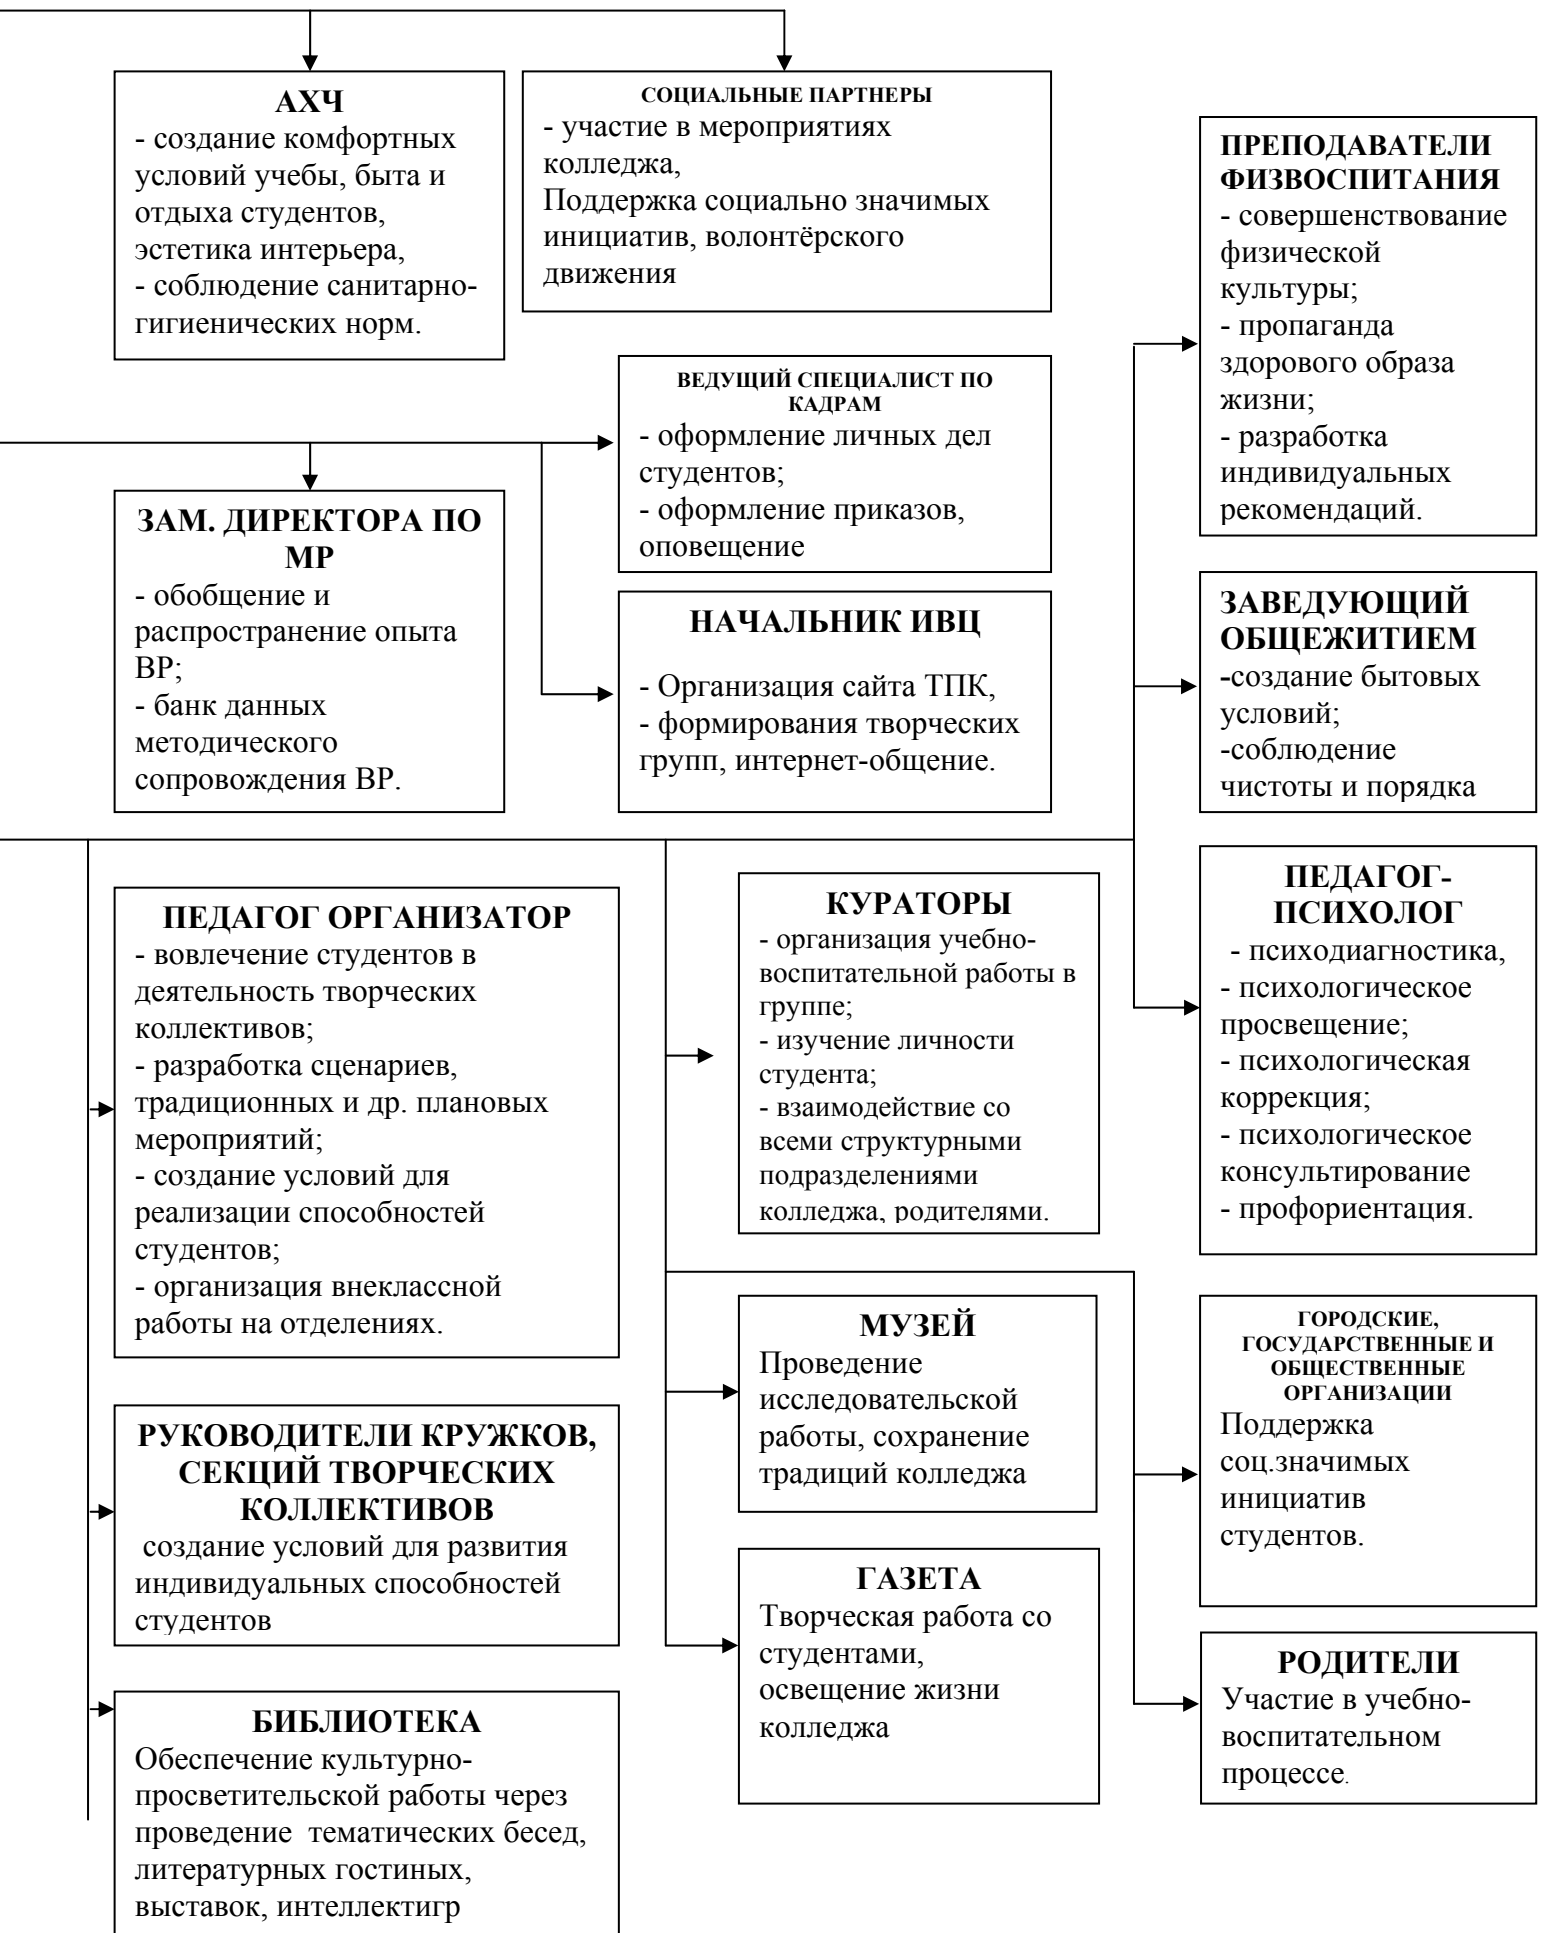 АХЧ
- создание комфортных
условий учебы, быта и
отдыха студентов,
эстетика интерьера,
- соблюдение санитарно-
гигиенических норм.
СОЦИАЛЬНЫЕ ПАРТНЕРЫ
- участие в мероприятиях
колледжа,
Поддержка социально значимых
инициатив, волонтёрского
движения
ПРЕПОДАВАТЕЛИ
ФИЗВОСПИТАНИЯ
- совершенствование
физической
культуры;
- пропаганда
здорового образа
жизни;
- разработка
индивидуальных
рекомендаций.
ВЕДУЩИЙ СПЕЦИАЛИСТ ПО
КАДРАМ
- оформление личных дел
студентов;
- оформление приказов,
оповещение
ЗАМ. ДИРЕКТОРА ПО
МР
- обобщение и
распространение опыта
ВР;
- банк данных
методического
сопровождения ВР.
НАЧАЛЬНИК ИВЦ
- Организация сайта ТПК,
- формирования творческих
групп, интернет-общение.
ЗАВЕДУЮЩИЙ
ОБЩЕЖИТИЕМ
-создание бытовых
условий;
-соблюдение
чистоты и порядка
ПЕДАГОГ ОРГАНИЗАТОР
- вовлечение студентов в
деятельность творческих
коллективов;
- разработка сценариев,
традиционных и др. плановых
мероприятий;
- создание условий для
реализации способностей
студентов;
- организация внеклассной
работы на отделениях.
КУРАТОРЫ
- организация учебно-
воспитательной работы в
группе;
- изучение личности
студента;
- взаимодействие со
всеми структурными
подразделениями
колледжа, родителями.
ПЕДАГОГ-
ПСИХОЛОГ
- психодиагностика,
- психологическое
просвещение;
- психологическая
коррекция;
- психологическое
консультирование
- профориентация.
МУЗЕЙ
Проведение
исследовательской
работы, сохранение
традиций колледжа
ГОРОДСКИЕ,
ГОСУДАРСТВЕННЫЕ И
ОБЩЕСТВЕННЫЕ
ОРГАНИЗАЦИИ
Поддержка
соц.значимых
инициатив
студентов.
РУКОВОДИТЕЛИ КРУЖКОВ,
СЕКЦИЙ ТВОРЧЕСКИХ
КОЛЛЕКТИВОВ
создание условий для развития
индивидуальных способностей
студентов
ГАЗЕТА
Творческая работа со
студентами,
освещение жизни
колледжа
РОДИТЕЛИ
Участие в учебно-
воспитательном
процессе.
БИБЛИОТЕКА
Обеспечение культурно-
просветительской работы через
проведение тематических бесед,
литературных гостиных,
выставок, интеллектигр